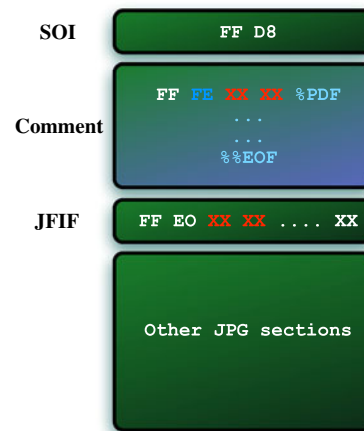 SOI
FF D8
Comment
FF FE XX XX %PDF
...
...
%%EOF
JFIF
FF EO XX XX .... XX
Other JPG sections